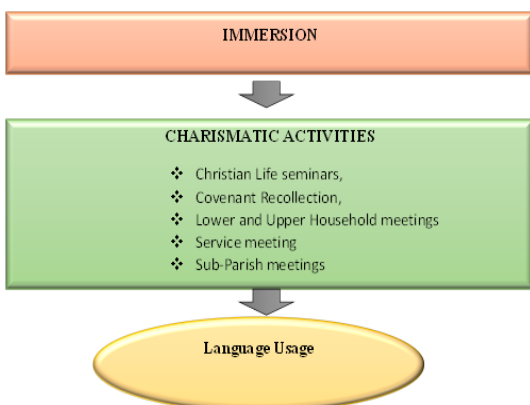 IMMERSION
CHARISMATIC ACTIVITIES
❖ Christian Life seminars,
❖ Covenant Recollection,
❖ Lower and Upper Household meetings
❖ Service meeting
❖ Sub-Parish meetings
Language Usage